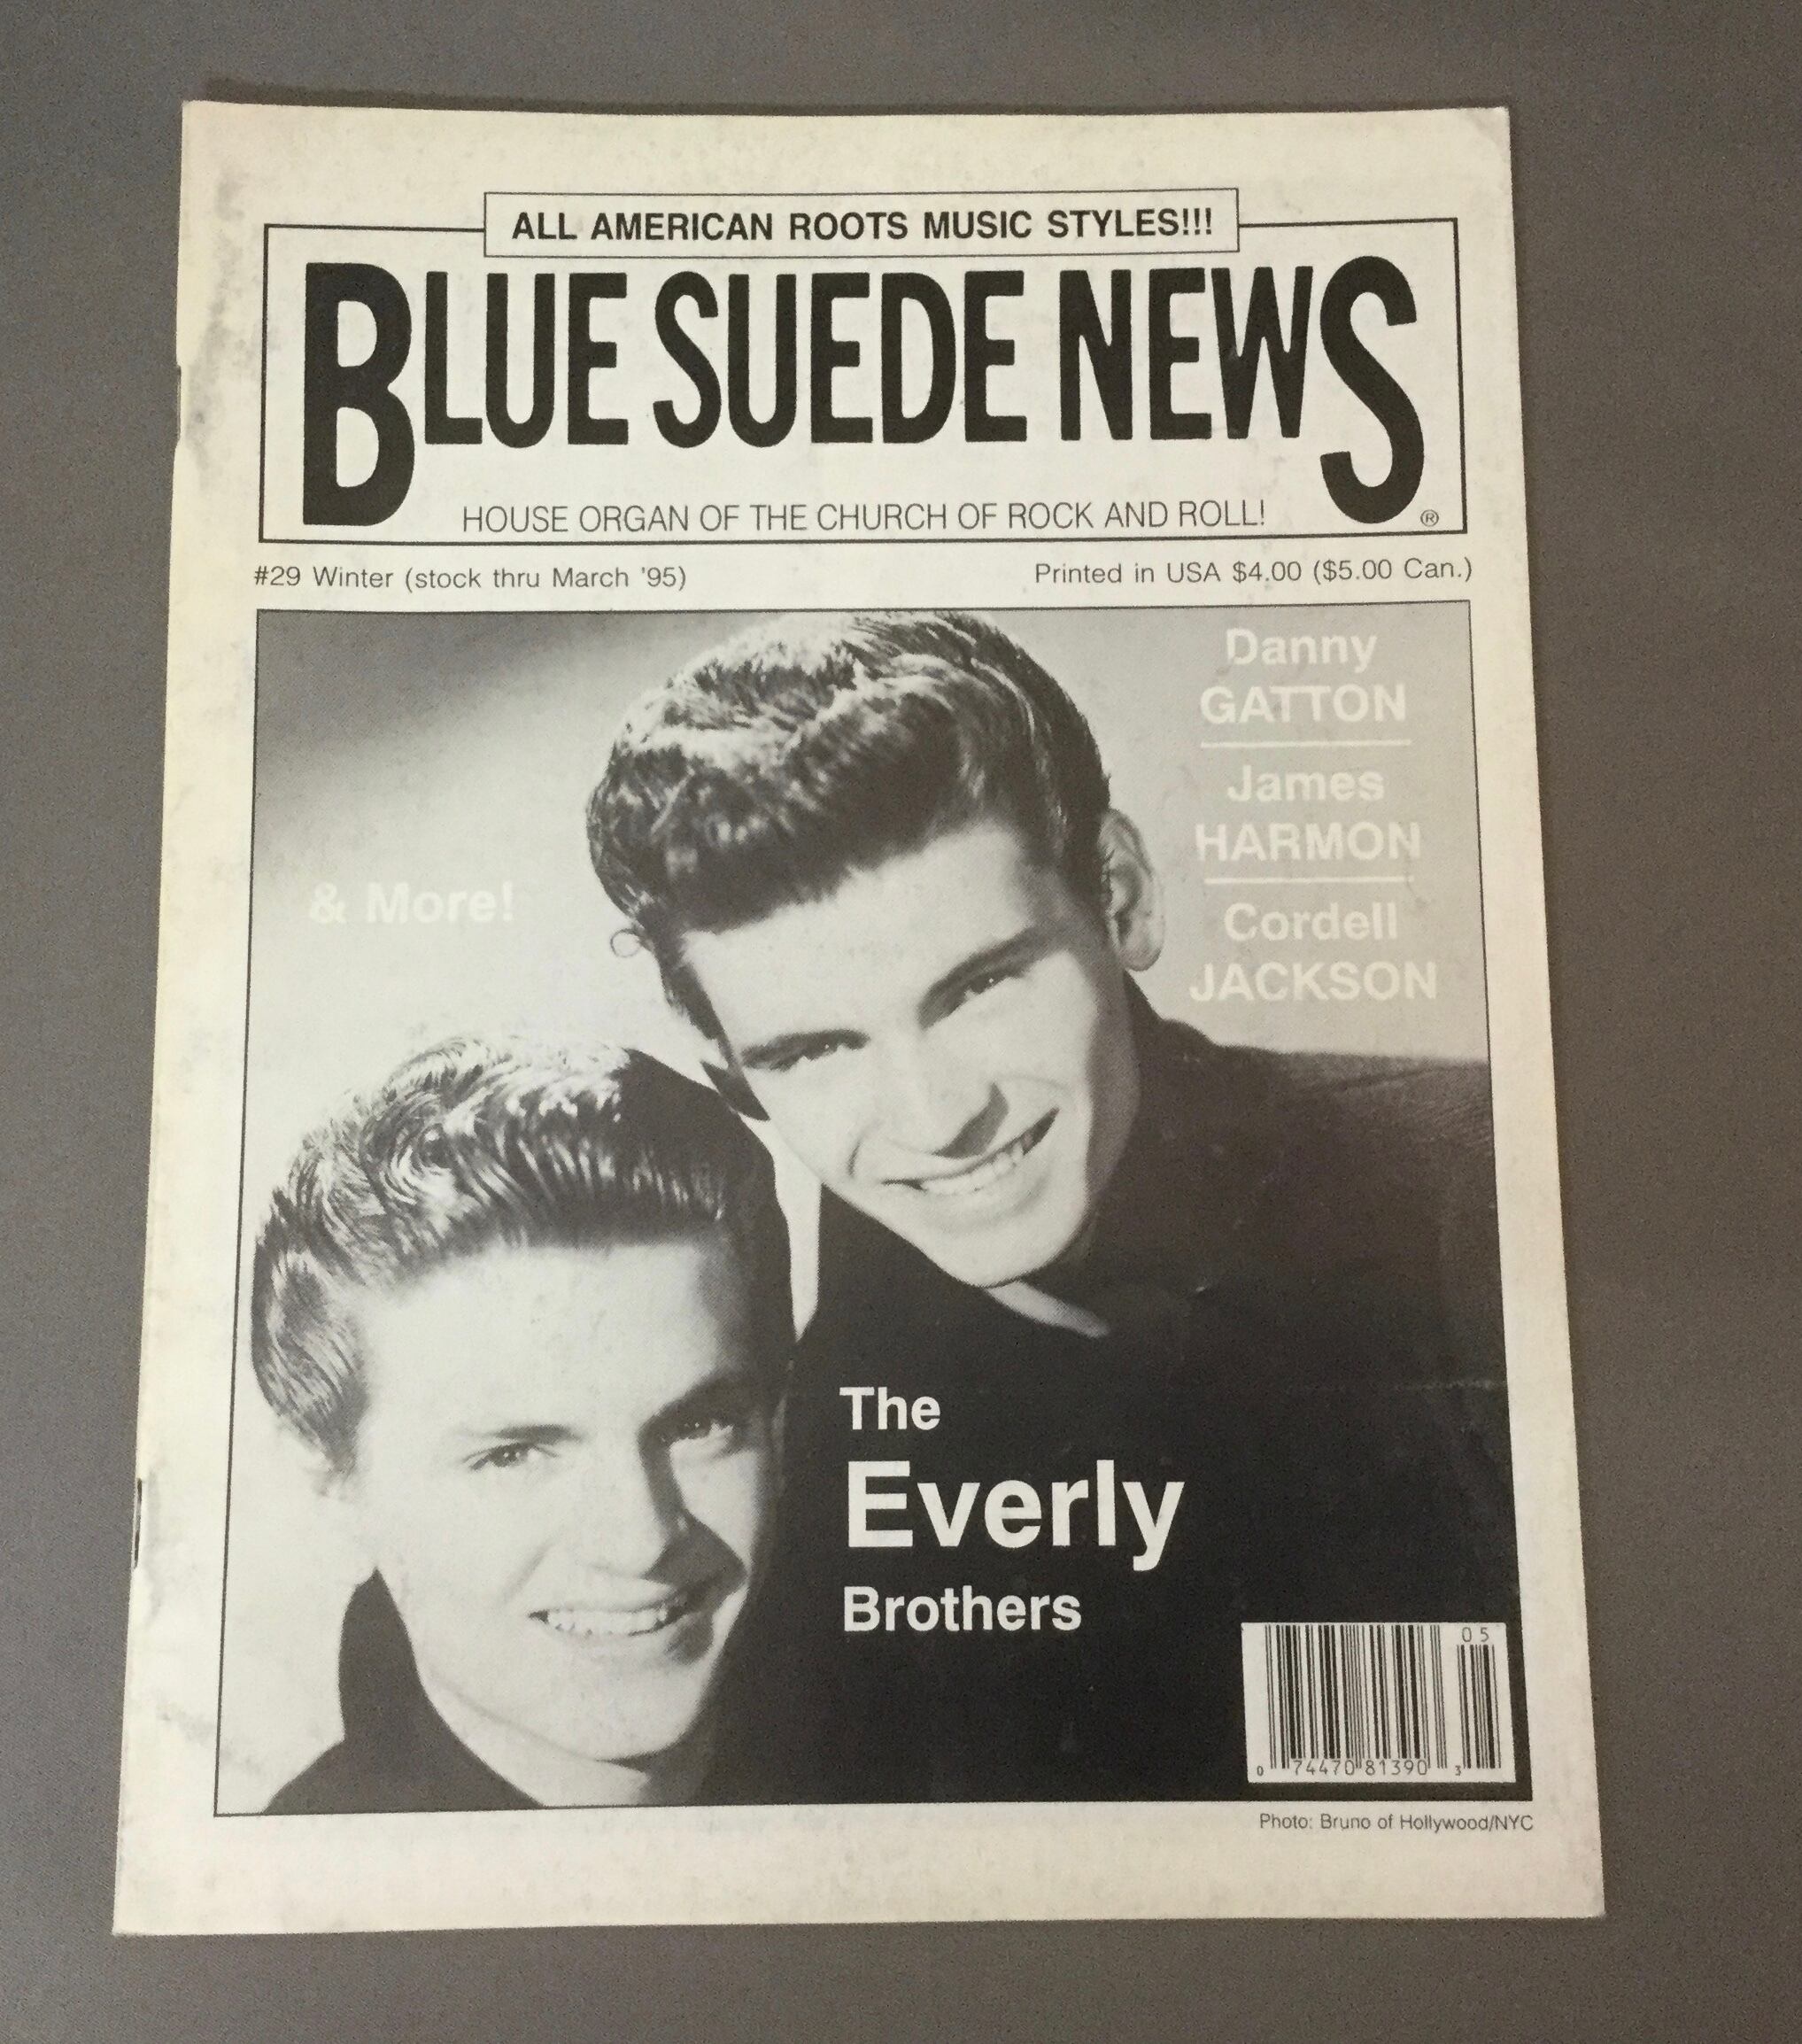 ALL AMERICAN ROOTS MUSIC STYLES!!!
BLUE SUEDE NEWS
HOUSE ORGAN OF THE CHURCH OF ROCK AND ROLL! ®
#29 Winter (stock thru March '95)
Printed in USA $4.00 ($5.00 Can.)
Danny
GATTON
James
HARMON
Cordell
JACKSON
& More!
The
Everly
Brothers
05
0 74470 81390 3
Photo: Bruno of Hollywood/NYC